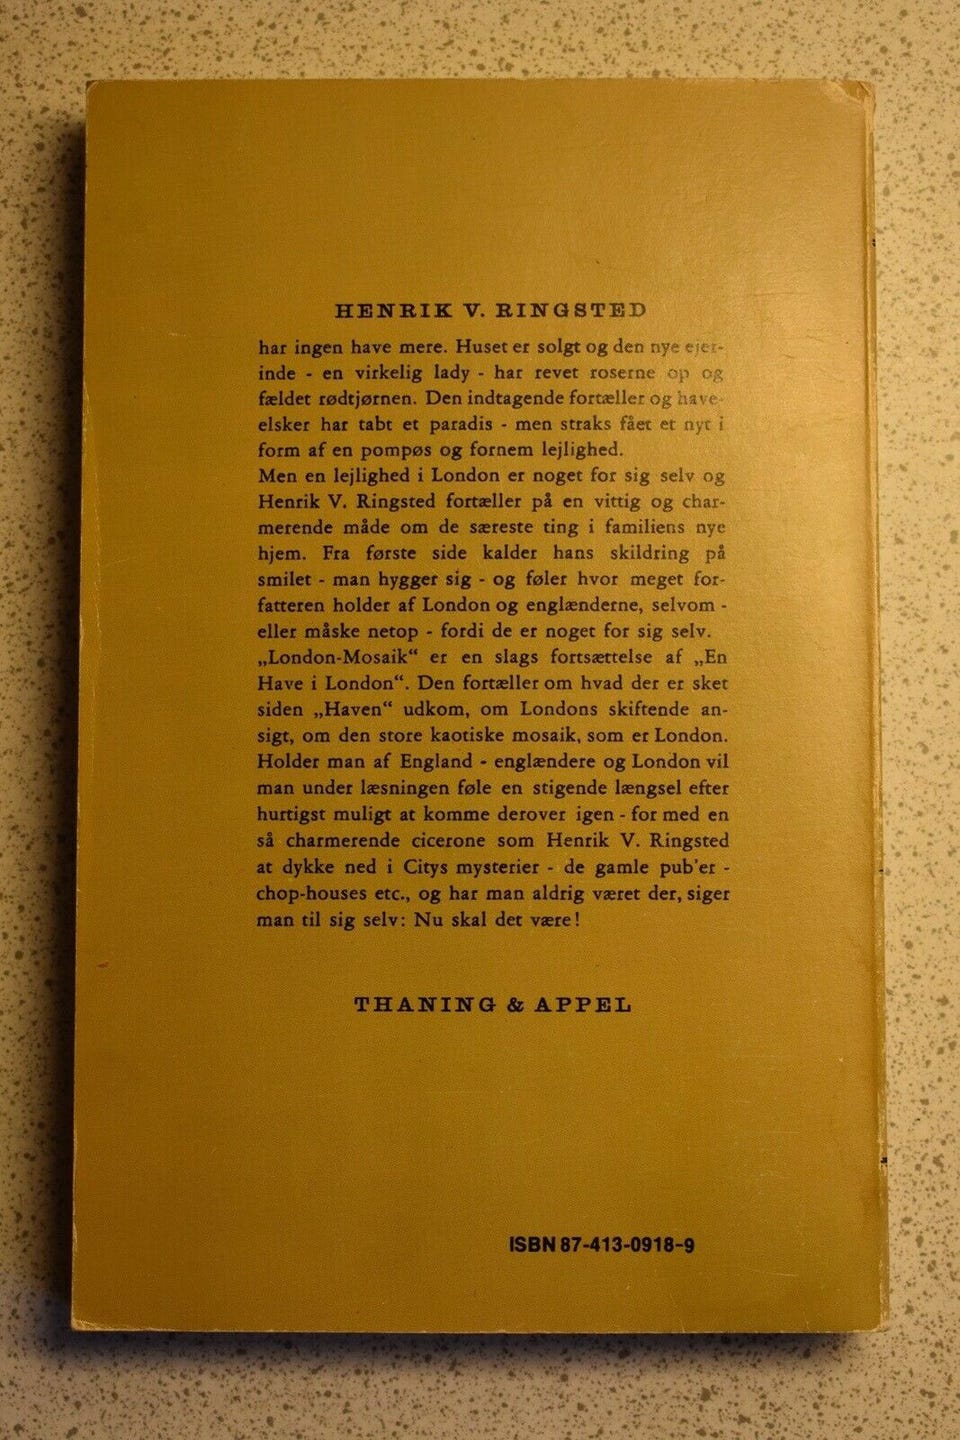 HENRIK V. RINGSTED
har ingen have mere. Huset er solgt og den nye ejer-
inde - en virkelig lady - har revet roserne op og
fældet rødtjørnen. Den indtagende fortæller og have-
elsker har tabt et paradis - men straks fået et nyt i
form af en pompøs og fornem lejlighed.
Men en lejlighed i London er noget for sig selv og
Henrik V. Ringsted fortæller på en vittig og char-
merende måde om de særeste ting i familiens nye
hjem. Fra første side kalder hans skildring på
smilet - man hygger sig - og føler hvor meget for-
fatteren holder af London og englænderne, selvom -
eller måske netop - fordi de er noget for sig selv.
„London-Mosaik“ er en slags fortsættelse af „En
Have i London“. Den fortæller om hvad der er sket
siden „Haven“ udkom, om Londons skiftende an-
sigt, om den store kaotiske mosaik, som er London.
Holder man af England - englændere og London vil
man under læsningen føle en stigende længsel efter
hurtigst muligt at komme derover igen - for med en
så charmerende cicerone som Henrik V. Ringsted
at dykke ned i Citys mysterier - de gamle pub'er -
chop-houses etc., og har man aldrig været der, siger
man til sig selv: Nu skal det være!
THANING & APPEL
ISBN 87-413-0918-9